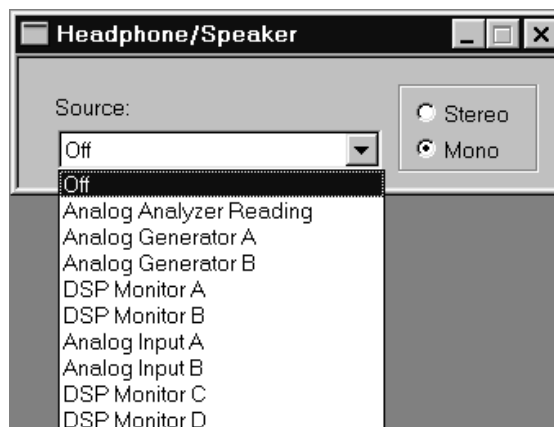 Headphone/Speaker
Source:
Stereo
Off
Mono
Off
Analog Analyzer Reading
Analog Generator A
Analog Generator B
DSP Monitor A
DSP Monitor B
Analog Input A
Analog Input B
DSP Monitor C
DSP Monitor D